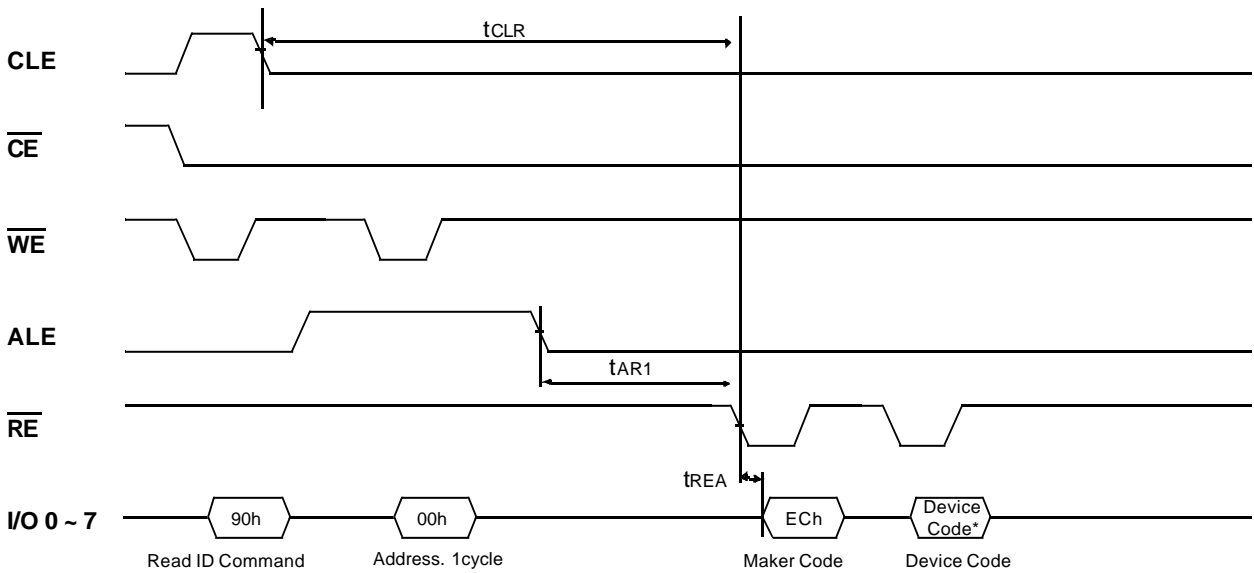 tCLR
CLE
CE
WE
ALE
tAR1
RE
tREA
I/O 0 ~ 7
90h
00h
ECh
Device
Code*
Read ID Command
Address. 1cycle
Maker Code
Device Code